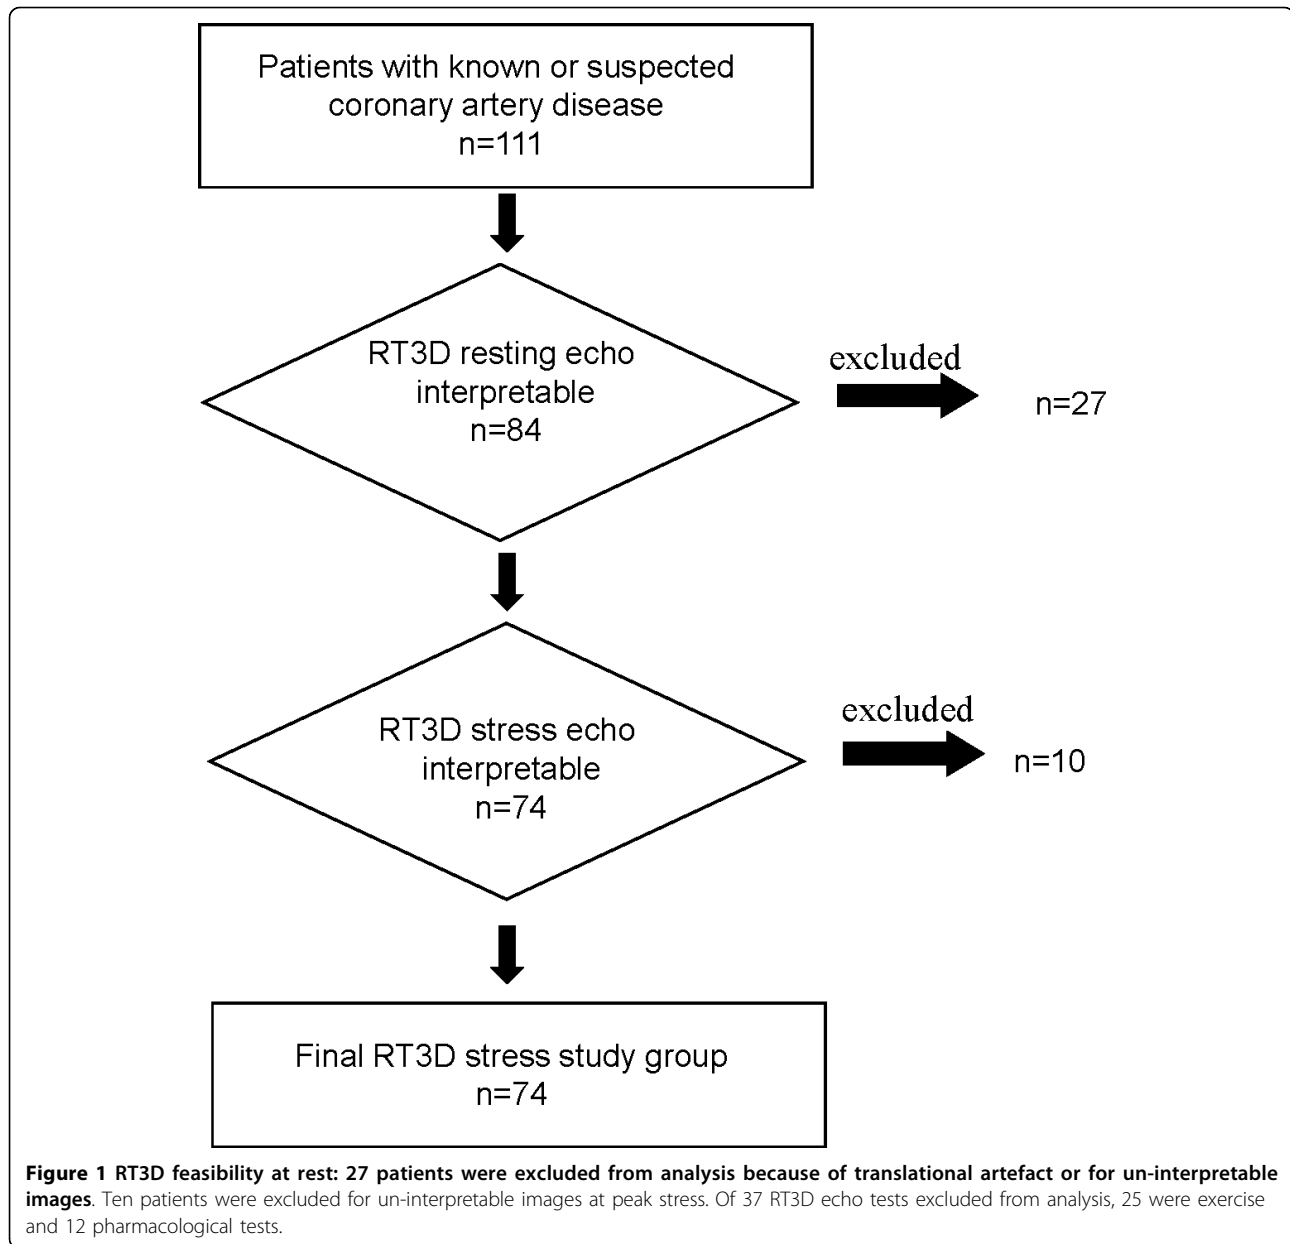 Patients with known or suspected
coronary artery disease
n=111
RT3D resting echo
interpretable
n=84
excluded
n=27
RT3D stress echo
interpretable
n=74
excluded
n=10
Final RT3D stress study group
n=74
Figure 1 RT3D feasibility at rest: 27 patients were excluded from analysis because of translational artefact or for un-interpretable
images. Ten patients were excluded for un-interpretable images at peak stress. Of 37 RT3D echo tests excluded from analysis, 25 were exercise
and 12 pharmacological tests.